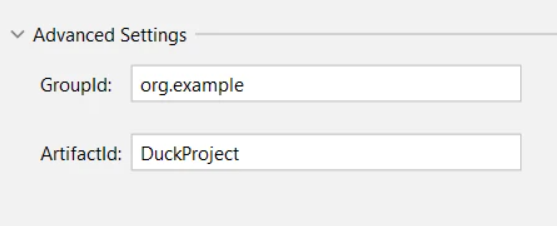 Advanced Settings
GroupId: org.example
ArtifactId: DuckProject